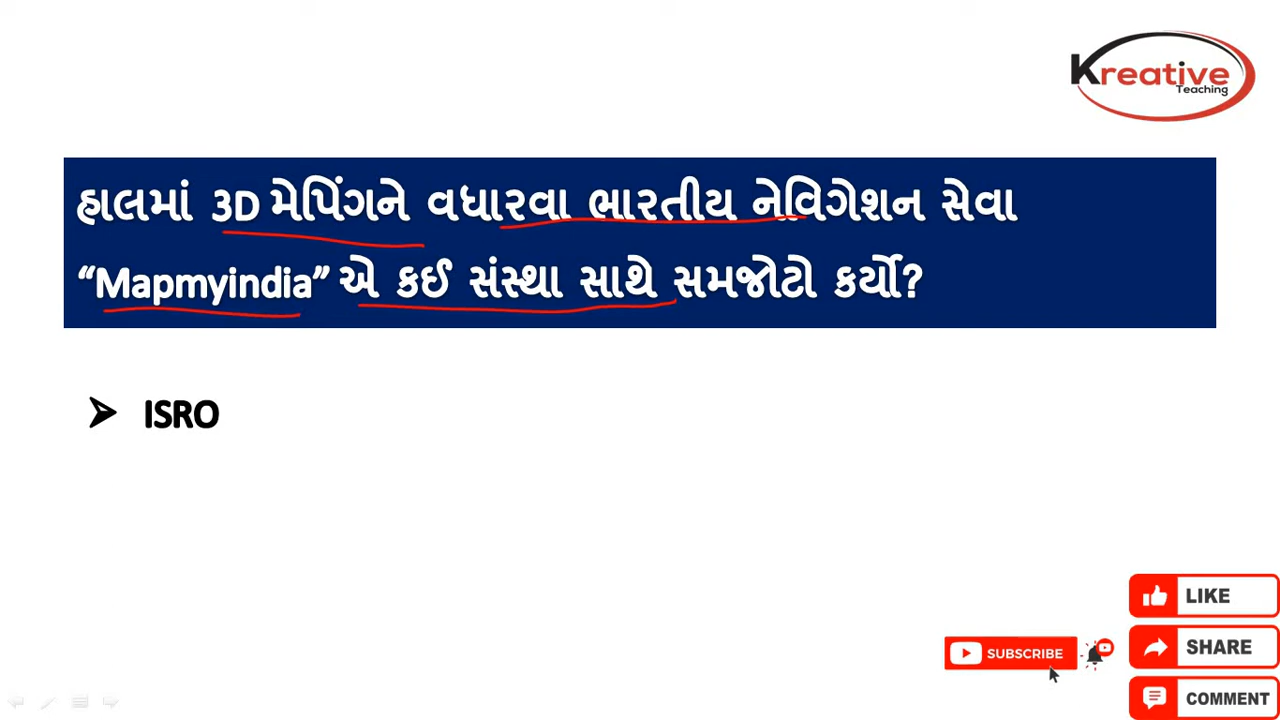 Kreative
Teaching
હાલમાં 3D મેપિંગને વધારવા ભારતીય નેવિગેશન સેવા
“Mapmyindia” એ કઈ સંસ્થા સાથે સમજોટો કર્યો?
➤ ISRO
LIKE
SUBSCRIBE
SHARE
COMMENT